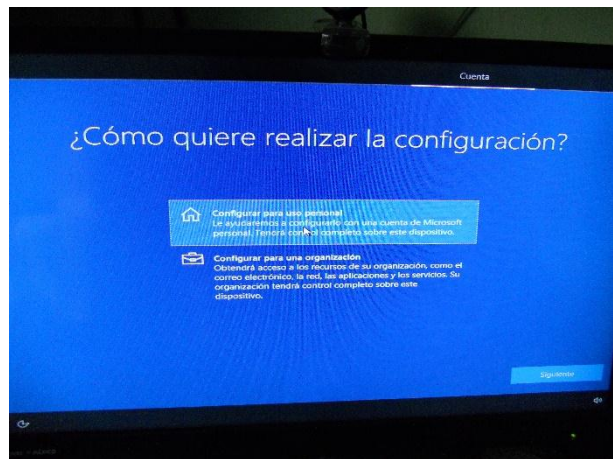 Cuenta
¿Cómo quiere realizar la configuración?
Configurar para uso personal
Le ayudaremos a configurarlo con una cuenta de Microsoft
personal. Tendrá control completo sobre este dispositivo.
Configurar para una organización
Obtendrá acceso a los recursos de su organización, como el
correo electrónico, la red, las aplicaciones y los servicios. Su
organización tendrá control completo sobre este
dispositivo.
Siguiente